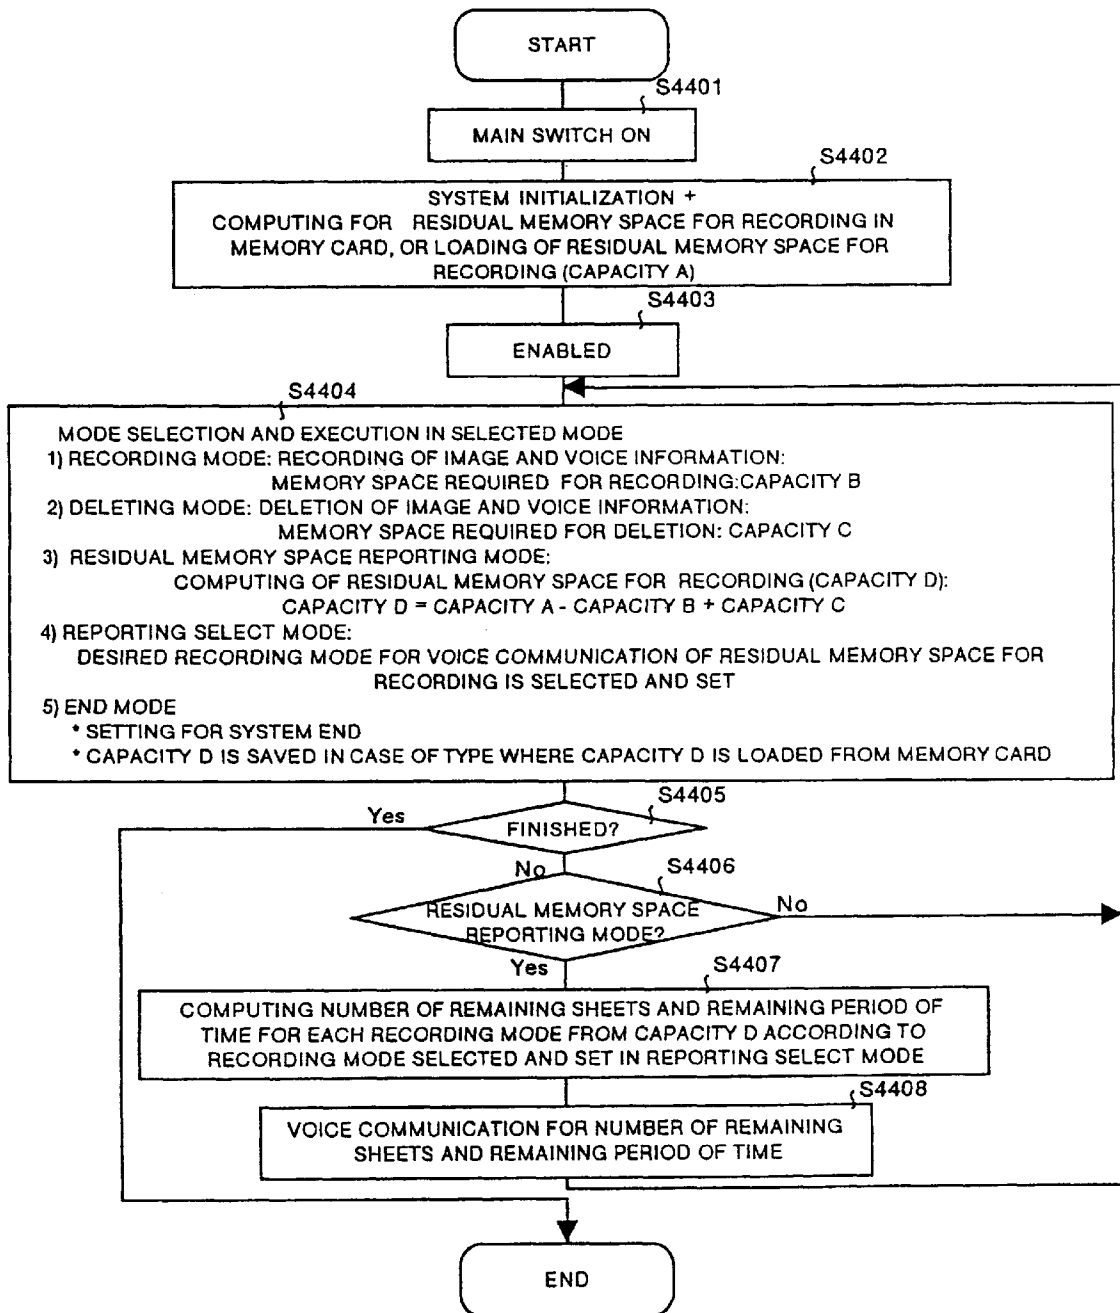 START
S4401
MAIN SWITCH ON
S4402
SYSTEM INITIALIZATION +
COMPUTING FOR RESIDUAL MEMORY SPACE FOR RECORDING IN
MEMORY CARD, OR LOADING OF RESIDUAL MEMORY SPACE FOR
RECORDING (CAPACITY A)
S4403
ENABLED
S4404
MODE SELECTION AND EXECUTION IN SELECTED MODE
1) RECORDING MODE: RECORDING OF IMAGE AND VOICE INFORMATION:
MEMORY SPACE REQUIRED FOR RECORDING:CAPACITY B
2) DELETING MODE: DELETION OF IMAGE AND VOICE INFORMATION:
MEMORY SPACE REQUIRED FOR DELETION: CAPACITY C
3) RESIDUAL MEMORY SPACE REPORTING MODE:
COMPUTING OF RESIDUAL MEMORY SPACE FOR RECORDING (CAPACITY D):
CAPACITY D = CAPACITY A - CAPACITY B + CAPACITY C
4) REPORTING SELECT MODE:
DESIRED RECORDING MODE FOR VOICE COMMUNICATION OF RESIDUAL MEMORY SPACE FOR
RECORDING IS SELECTED AND SET
5) END MODE
* SETTING FOR SYSTEM END
* CAPACITY D IS SAVED IN CASE OF TYPE WHERE CAPACITY D IS LOADED FROM MEMORY CARD
S4405
Yes
FINISHED?
No
S4406
RESIDUAL MEMORY SPACE
REPORTING MODE?
No
Yes
S4407
COMPUTING NUMBER OF REMAINING SHEETS AND REMAINING PERIOD OF
TIME FOR EACH RECORDING MODE FROM CAPACITY D ACCORDING TO
RECORDING MODE SELECTED AND SET IN REPORTING SELECT MODE
S4408
VOICE COMMUNICATION FOR NUMBER OF REMAINING
SHEETS AND REMAINING PERIOD OF TIME
END